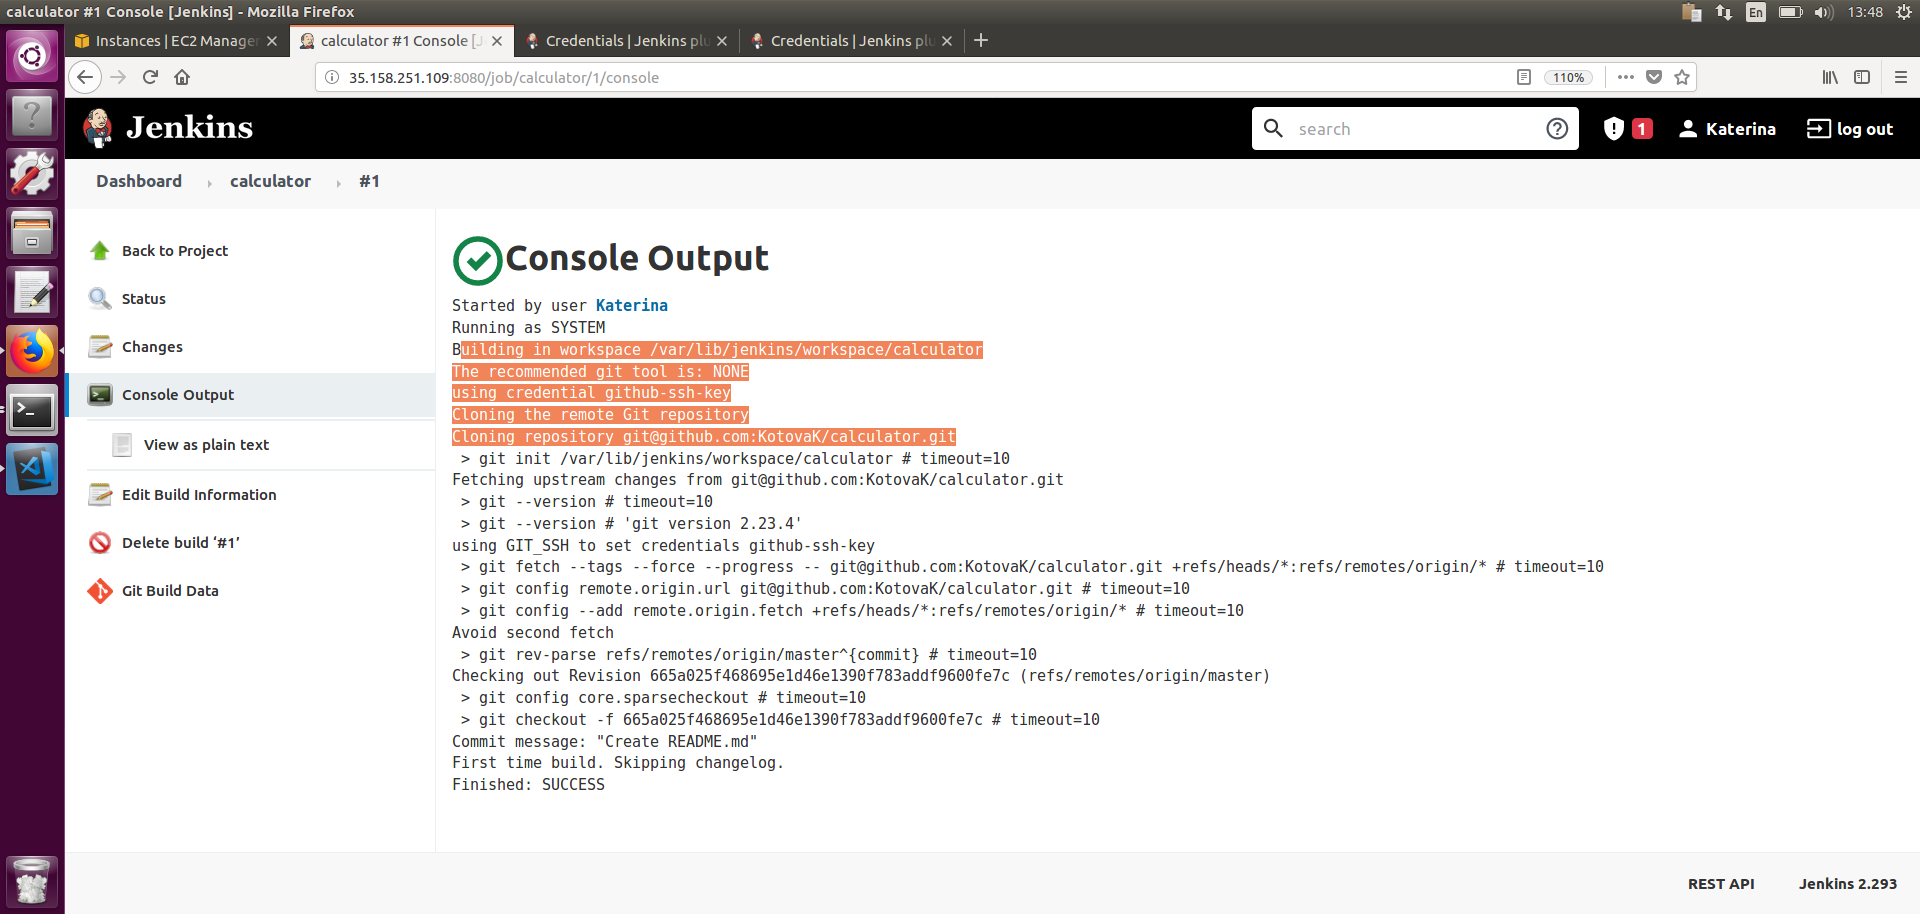 calculator #1 Console [Jenkins] - Mozilla Firefox
En
13:48
Instances | EC2 Manager
calculator #1 Console [J
Credentials | Jenkins plu
Credentials | Jenkins plu
35.158.251.109:8080/job/calculator/1/console
110%
Jenkins
search
1
Katerina
log out
Dashboard
calculator
#1
Back to Project
Status
Changes
Console Output
View as plain text
Edit Build Information
Delete build ‘#1’
Git Build Data
Console Output
Started by user Katerina
Running as SYSTEM
Building in workspace /var/lib/jenkins/workspace/calculator
The recommended git tool is: NONE
using credential github-ssh-key
Cloning the remote Git repository
Cloning repository git@github.com:KotovaK/calculator.git
> git init /var/lib/jenkins/workspace/calculator # timeout=10
Fetching upstream changes from git@github.com:KotovaK/calculator.git
> git --version # timeout=10
> git --version # 'git version 2.23.4'
using GIT_SSH to set credentials github-ssh-key
> git fetch --tags --force --progress -- git@github.com:KotovaK/calculator.git +refs/heads/*:refs/remotes/origin/* # timeout=10
> git config remote.origin.url git@github.com:KotovaK/calculator.git # timeout=10
> git config --add remote.origin.fetch +refs/heads/*:refs/remotes/origin/* # timeout=10
Avoid second fetch
> git rev-parse refs/remotes/origin/master^{commit} # timeout=10
Checking out Revision 665a025f468695e1d46e1390f783addf9600fe7c (refs/remotes/origin/master)
> git config core.sparsecheckout # timeout=10
> git checkout -f 665a025f468695e1d46e1390f783addf9600fe7c # timeout=10
Commit message: "Create README.md"
First time build. Skipping changelog.
Finished: SUCCESS
REST API
Jenkins 2.293